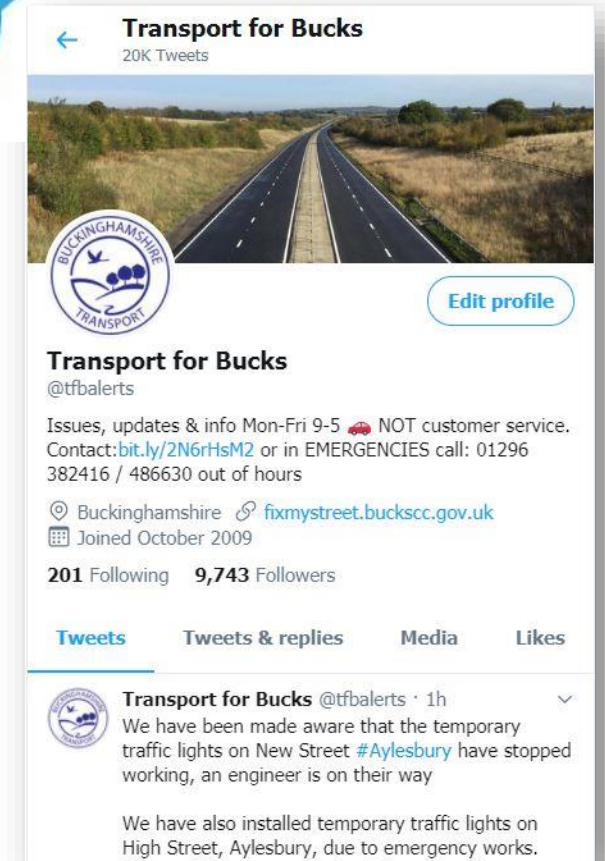 Transport for Bucks
20K Tweets
BUCKINGHAMSHIRE
TRANSPORT
Edit profile
Transport for Bucks
@tfbalerts
Issues, updates & info Mon-Fri 9-5 🚗 NOT customer service.
Contact:bit.ly/2N6rHsM2 or in EMERGENCIES call: 01296
382416 / 486630 out of hours
Buckinghamshire fixmystreet.buckscc.gov.uk
Joined October 2009
201 Following 9,743 Followers
Tweets Tweets & replies Media Likes
BUCKINGHAMSHIRE
TRANSPORT
Transport for Bucks @tfbalerts · 1h
We have been made aware that the temporary
traffic lights on New Street #Aylesbury have stopped
working, an engineer is on their way
We have also installed temporary traffic lights on
High Street, Aylesbury, due to emergency works.